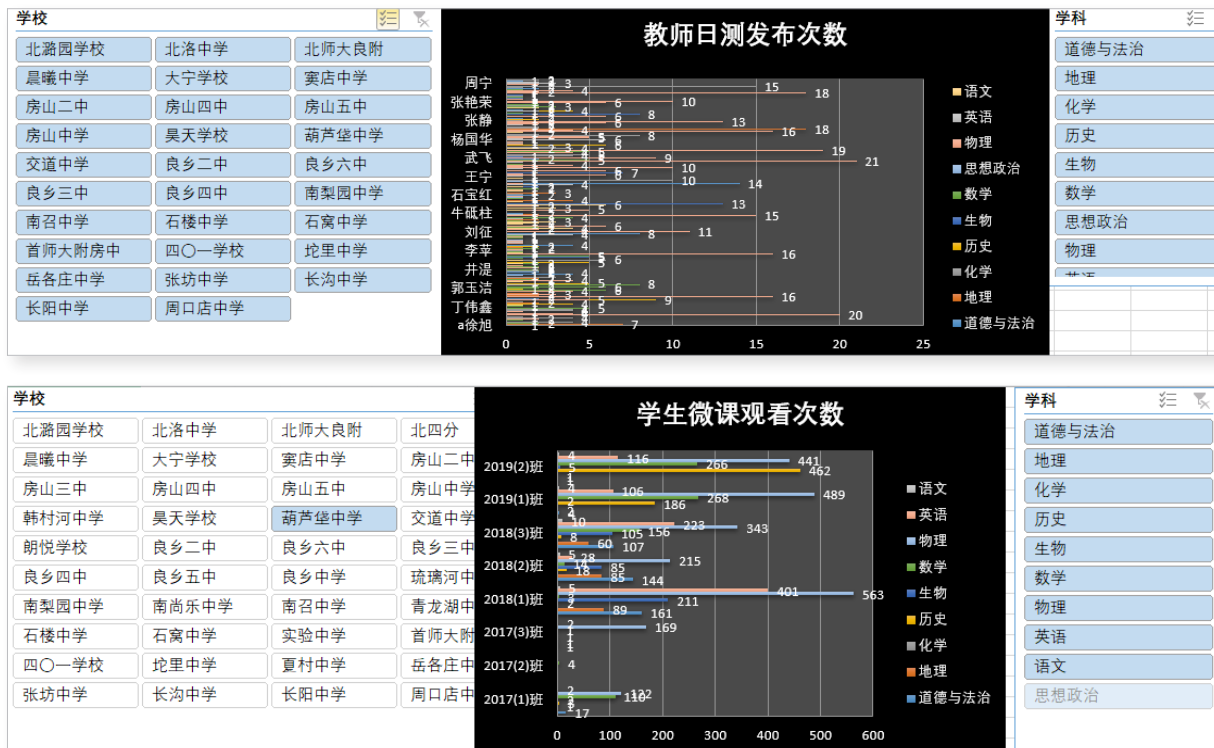 学校
北潞园学校 北洛中学 北师大良附
晨曦中学 大宁学校 窦店中学
房山二中 房山四中 房山五中
房山中学 昊天学校 葫芦垡中学
交道中学 良乡二中 良乡六中
良乡三中 良乡四中 南梨园中学
南召中学 石楼中学 石窝中学
首师大附房中 四〇一学校 坨里中学
岳各庄中学 张坊中学 长沟中学
长阳中学 周口店中学
教师日测发布次数
周宁
张艳荣
张静
杨国华
武飞
王宁
石宝红
牛砥柱
刘征
李苹
井湜
郭玉洁
丁伟鑫
a徐旭
15
18
10
8
13
18
16
8
19
9
21
10
7
10
14
13
15
11
8
16
8
16
9
20
7
0 5 10 15 20 25
语文
英语
物理
思想政治
数学
生物
历史
化学
地理
道德与法治
学科
道德与法治
地理
化学
历史
生物
数学
思想政治
物理
学校
北潞园学校 北洛中学 北师大良附 北四分
晨曦中学 大宁学校 窦店中学 房山二中
房山三中 房山四中 房山五中 房山中学
韩村河中学 昊天学校 葫芦垡中学 交道中学
朗悦学校 良乡二中 良乡六中 良乡三中
良乡四中 良乡五中 良乡中学 琉璃河中
南梨园中学 南尚乐中学 南召中学 青龙湖中
石楼中学 石窝中学 实验中学 首师大附
四〇一学校 坨里中学 夏村中学 岳各庄中
张坊中学 长沟中学 长阳中学 周口店中
学生微课观看次数
2019(2)班
116
441
266
462
2019(1)班
106
489
268
186
2018(3)班
10
223
343
156
105
8
60
107
2018(2)班
28
215
14
85
18
85
144
2018(1)班
401
563
211
89
161
2017(3)班
169
2017(2)班
4
2017(1)班
122
110
17
0 100 200 300 400 500 600
语文
英语
物理
数学
生物
历史
化学
地理
道德与法治
学科
道德与法治
地理
化学
历史
生物
数学
物理
英语
语文
思想政治